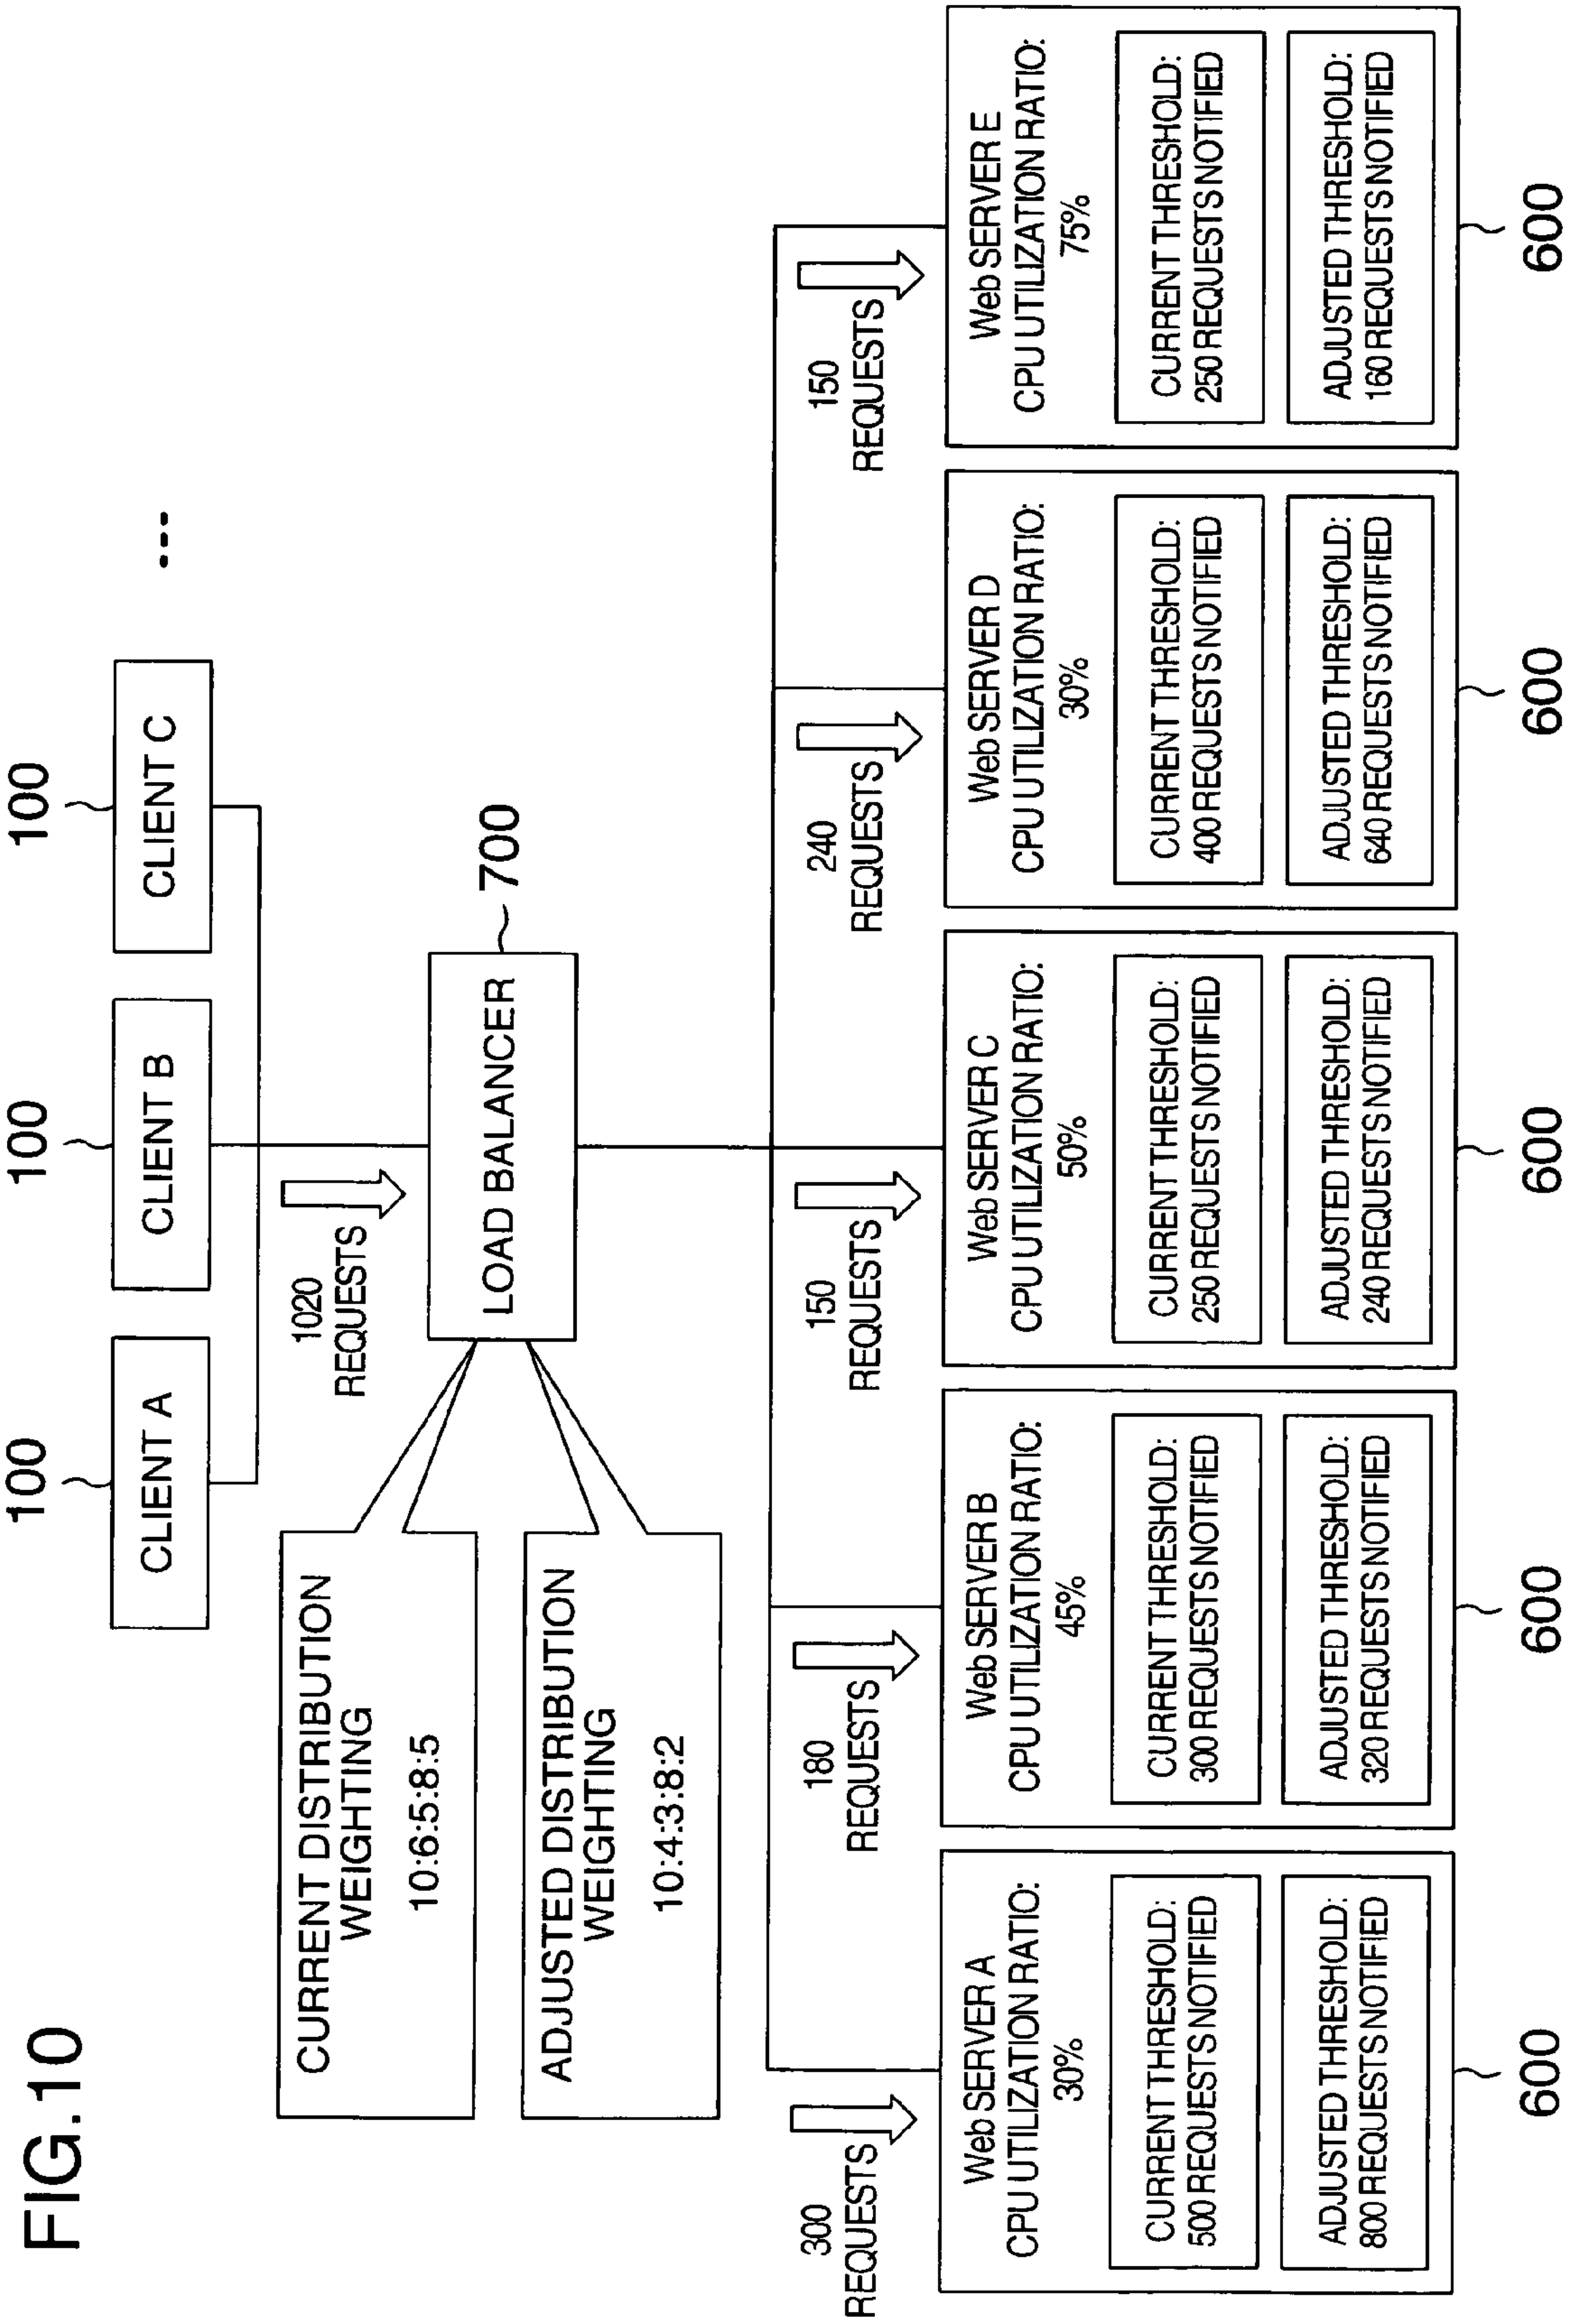 FIG.10
100
100
100
CLIENT A
CLIENT B
CLIENT C
---
1020
REQUESTS
CURRENT DISTRIBUTION
WEIGHTING
10:6:5:8:5
LOAD BALANCER
700
ADJUSTED DISTRIBUTION
WEIGHTING
10:4:3:8:2
300
REQUESTS
180
REQUESTS
150
REQUESTS
240
REQUESTS
150
REQUESTS
Web SERVER A
CPU UTILIZATION RATIO:
30%
CURRENT THRESHOLD:
500 REQUESTS NOTIFIED
ADJUSTED THRESHOLD:
800 REQUESTS NOTIFIED
600
Web SERVER B
CPU UTILIZATION RATIO:
45%
CURRENT THRESHOLD:
300 REQUESTS NOTIFIED
ADJUSTED THRESHOLD:
320 REQUESTS NOTIFIED
600
Web SERVER C
CPU UTILIZATION RATIO:
50%
CURRENT THRESHOLD:
250 REQUESTS NOTIFIED
ADJUSTED THRESHOLD:
240 REQUESTS NOTIFIED
600
Web SERVER D
CPU UTILIZATION RATIO:
30%
CURRENT THRESHOLD:
400 REQUESTS NOTIFIED
ADJUSTED THRESHOLD:
640 REQUESTS NOTIFIED
600
Web SERVER E
CPU UTILIZATION RATIO:
75%
CURRENT THRESHOLD:
250 REQUESTS NOTIFIED
ADJUSTED THRESHOLD:
160 REQUESTS NOTIFIED
600